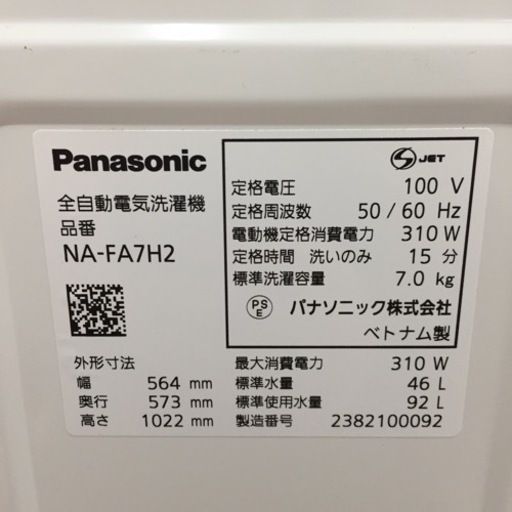 Panasonic
全自動電気洗濯機
品番
NA-FA7H2
外形寸法
幅 564 mm
奥行 573 mm
高さ 1022 mm
S JET
定格電圧 100 V
定格周波数 50 / 60 Hz
電動機定格消費電力 310 W
定格時間 洗いのみ 15 分
標準洗濯容量 7.0 kg
PSE パナソニック株式会社
ベトナム製
最大消費電力 310 W
標準水量 46 L
標準使用水量 92 L
製造番号 2382100092